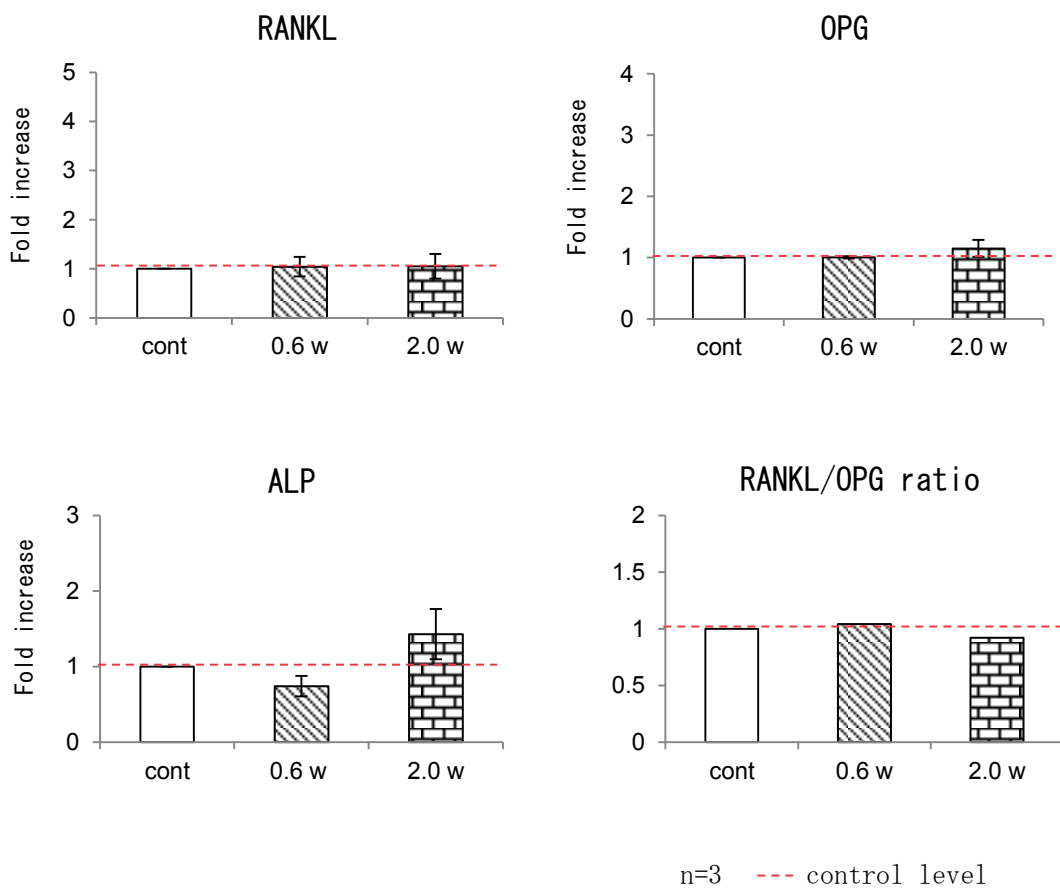 RANKL
Fold increase
5
4
3
2
1
0
cont 0.6 w 2.0 w
OPG
Fold increase
4
3
2
1
0
cont 0.6 w 2.0 w
ALP
Fold increase
3
2
1
0
cont 0.6 w 2.0 w
RANKL/OPG ratio
2
1.5
1
0.5
0
cont 0.6 w 2.0 w
n=3 control level